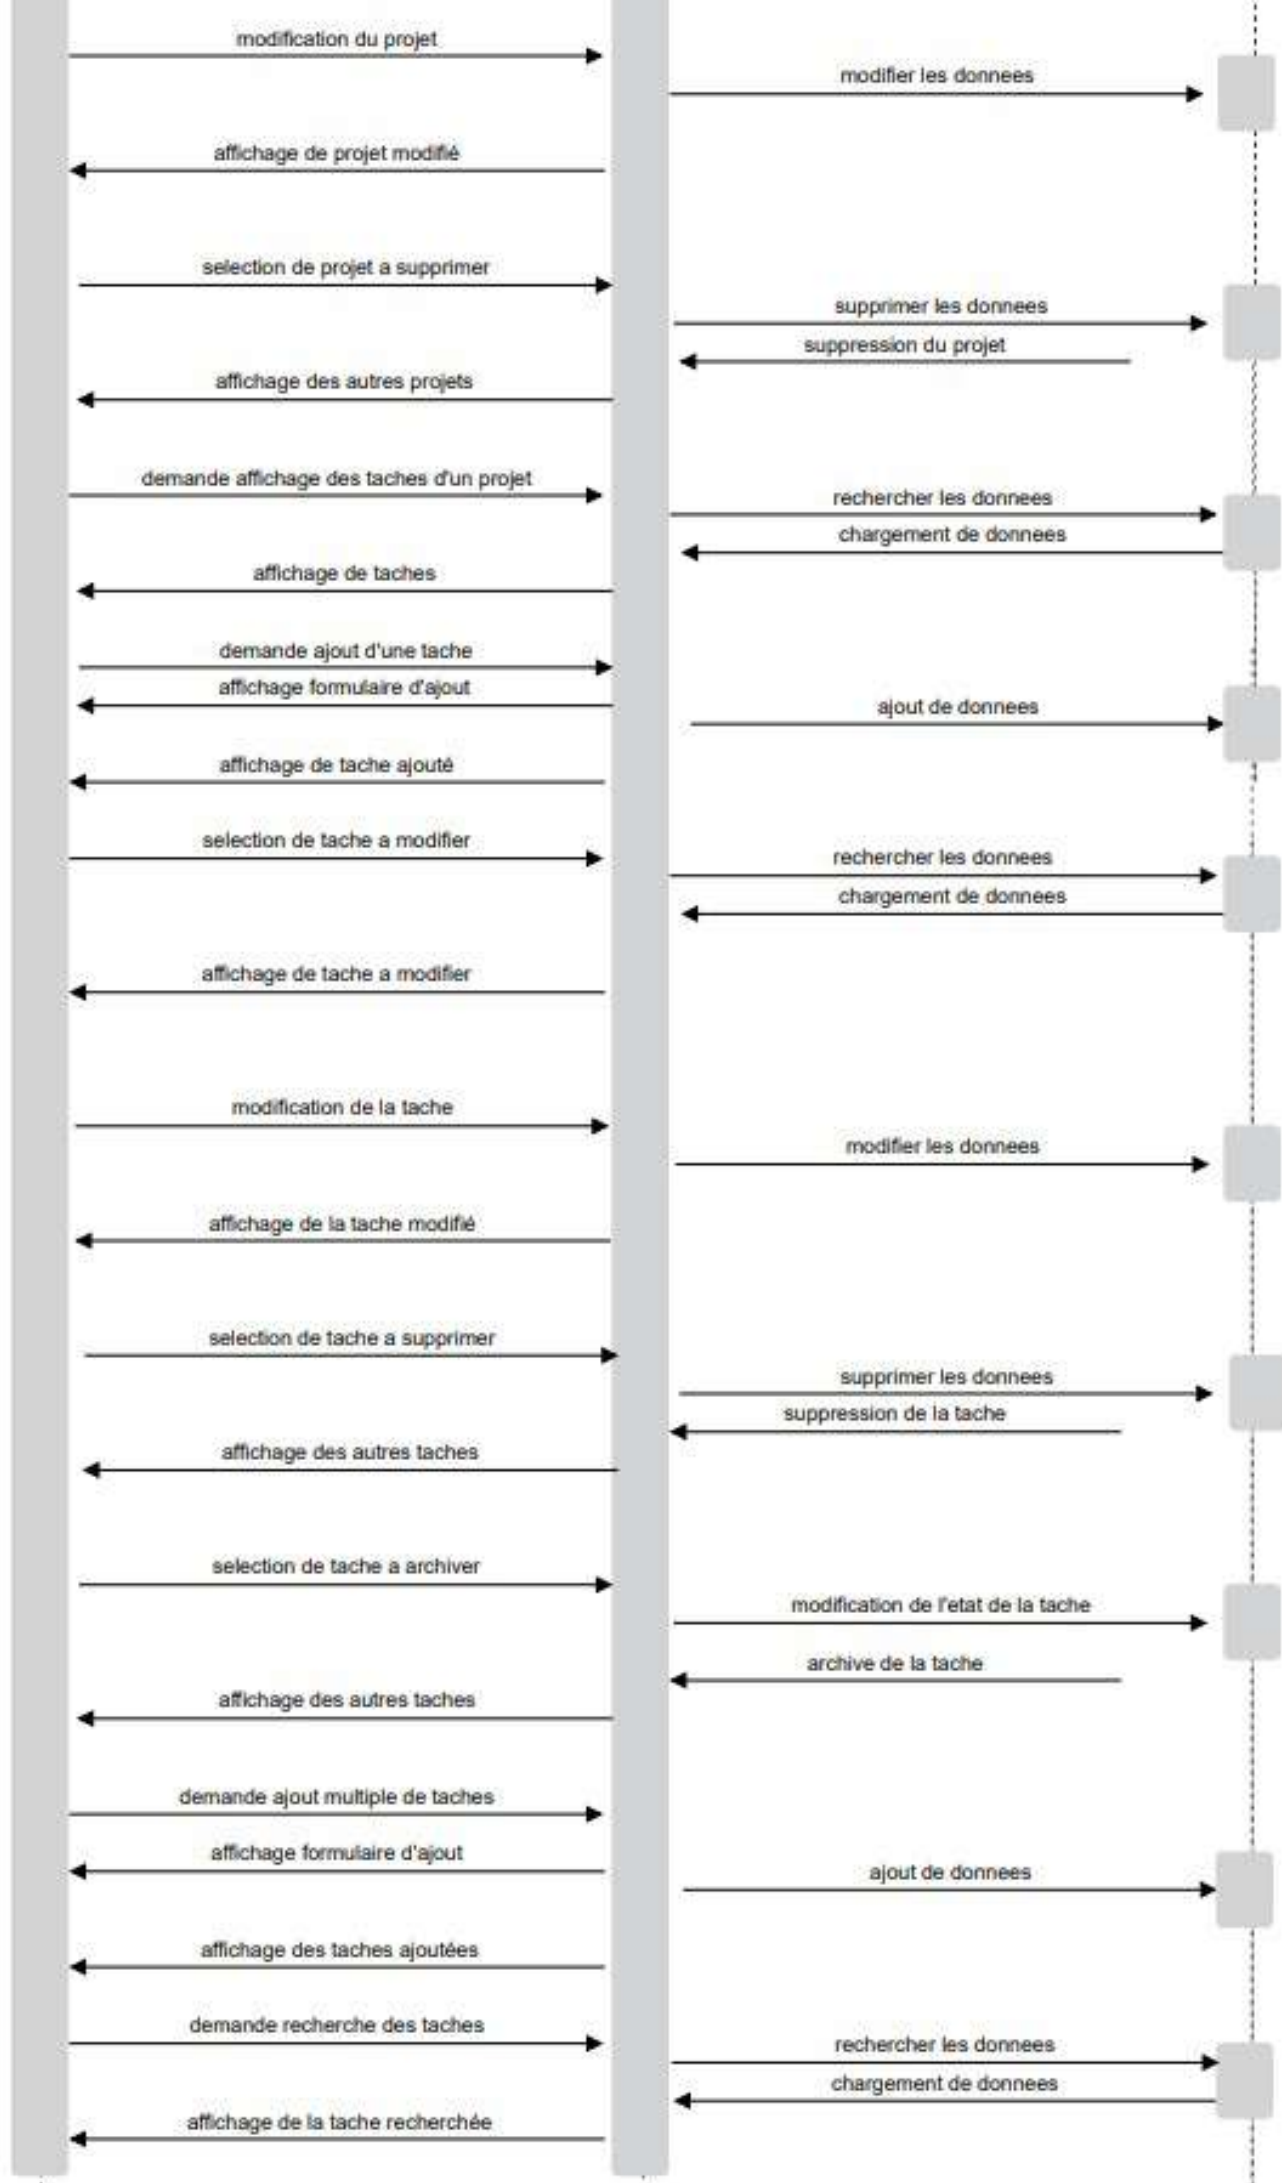 modification du projet
modifier les donnees
affichage de projet modifié
selection de projet a supprimer
supprimer les donnees
suppression du projet
affichage des autres projets
demande affichage des taches d'un projet
rechercher les donnees
chargement de donnees
affichage de taches
demande ajout d'une tache
affichage formulaire d'ajout
ajout de donnees
affichage de tache ajouté
selection de tache a modifier
rechercher les donnees
chargement de donnees
affichage de tache a modifier
modification de la tache
modifier les donnees
affichage de la tache modifié
selection de tache a supprimer
supprimer les donnees
suppression de la tache
affichage des autres taches
selection de tache a archiver
modification de l'etat de la tache
archive de la tache
affichage des autres taches
demande ajout multiple de taches
affichage formulaire d'ajout
ajout de donnees
affichage des taches ajoutées
demande recherche des taches
rechercher les donnees
chargement de donnees
affichage de la tache recherchée